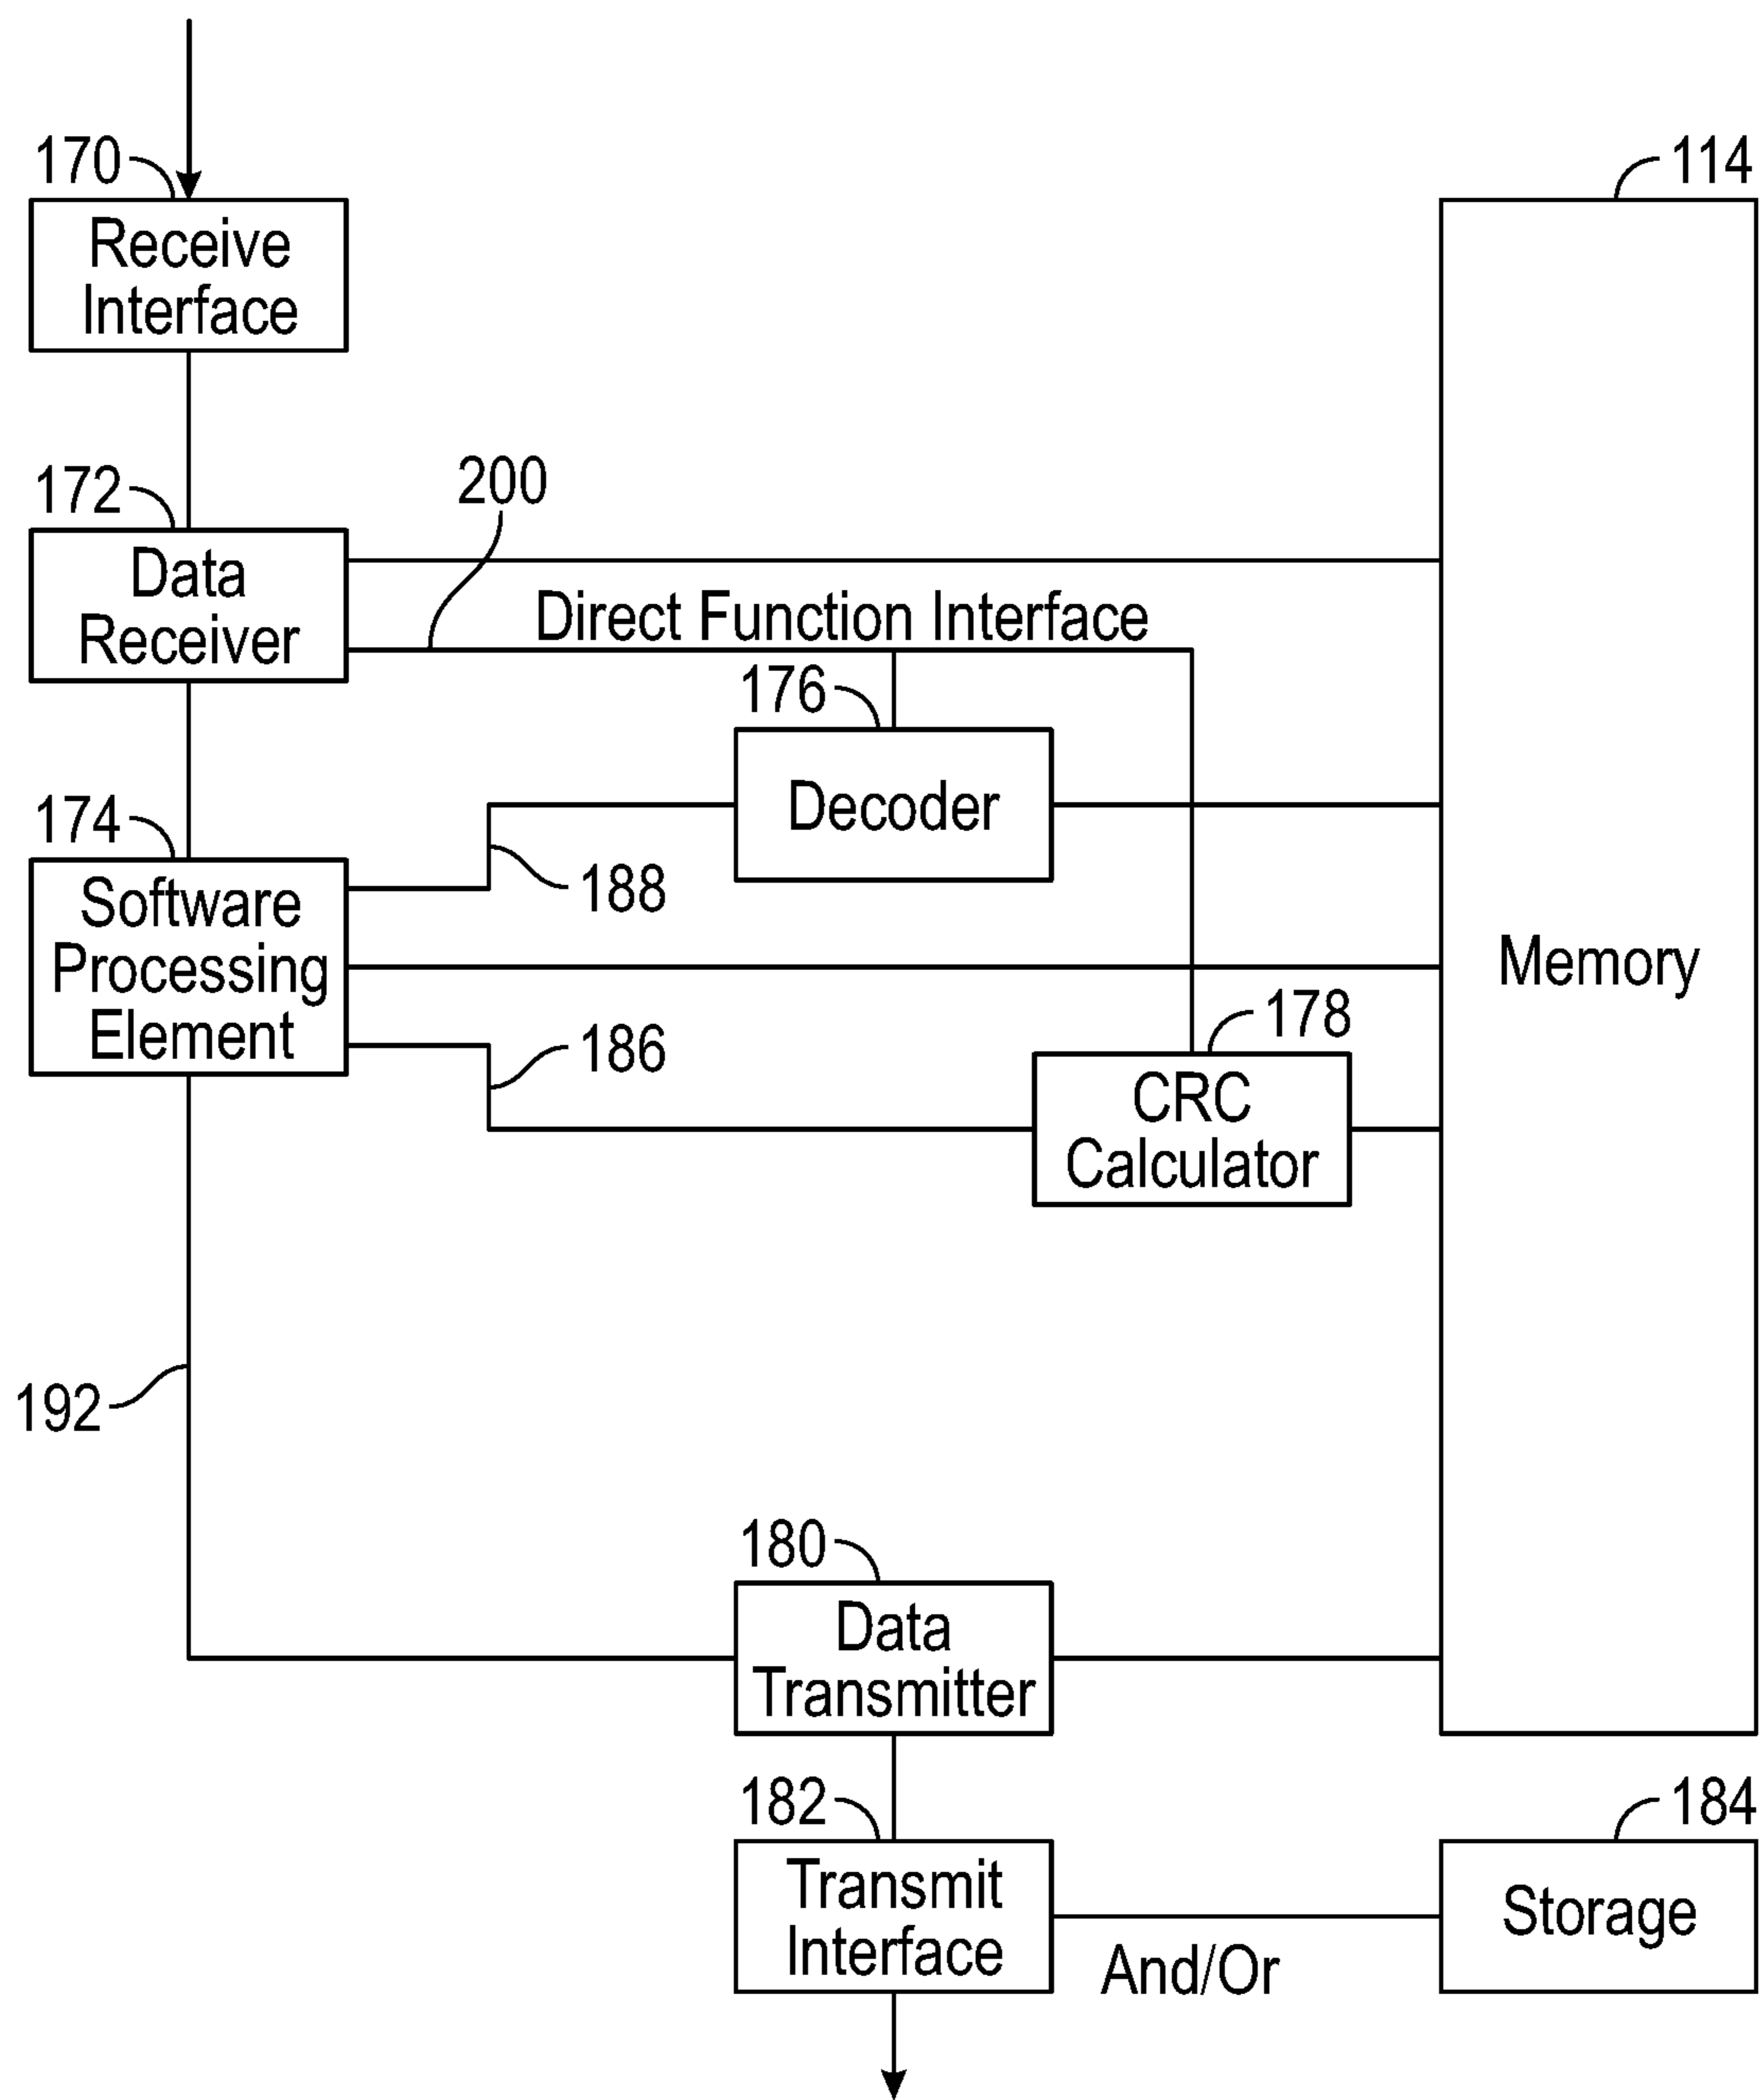 170
114
Receive
Interface
200
172
Data
Receiver
Direct Function Interface
176
Decoder
174
188
Software
Processing
Element
Memory
178
186
CRC
Calculator
192
180
Data
Transmitter
182
184
Transmit
Interface
And/Or
Storage